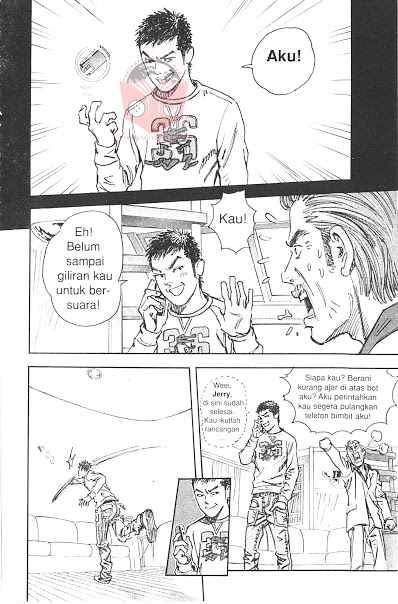 Aku!
Kau!
Eh!
Belum
sampai
giliran kau
untuk ber-
suara!
Weei,
Jerry,
di sini sudah
selesai.
Kau ikutlah
rancangan
Siapa kau? Berani
kurang ajar di atas bot
aku? Aku perintahkan
kau segera pulangkan
telefon bimbit aku!